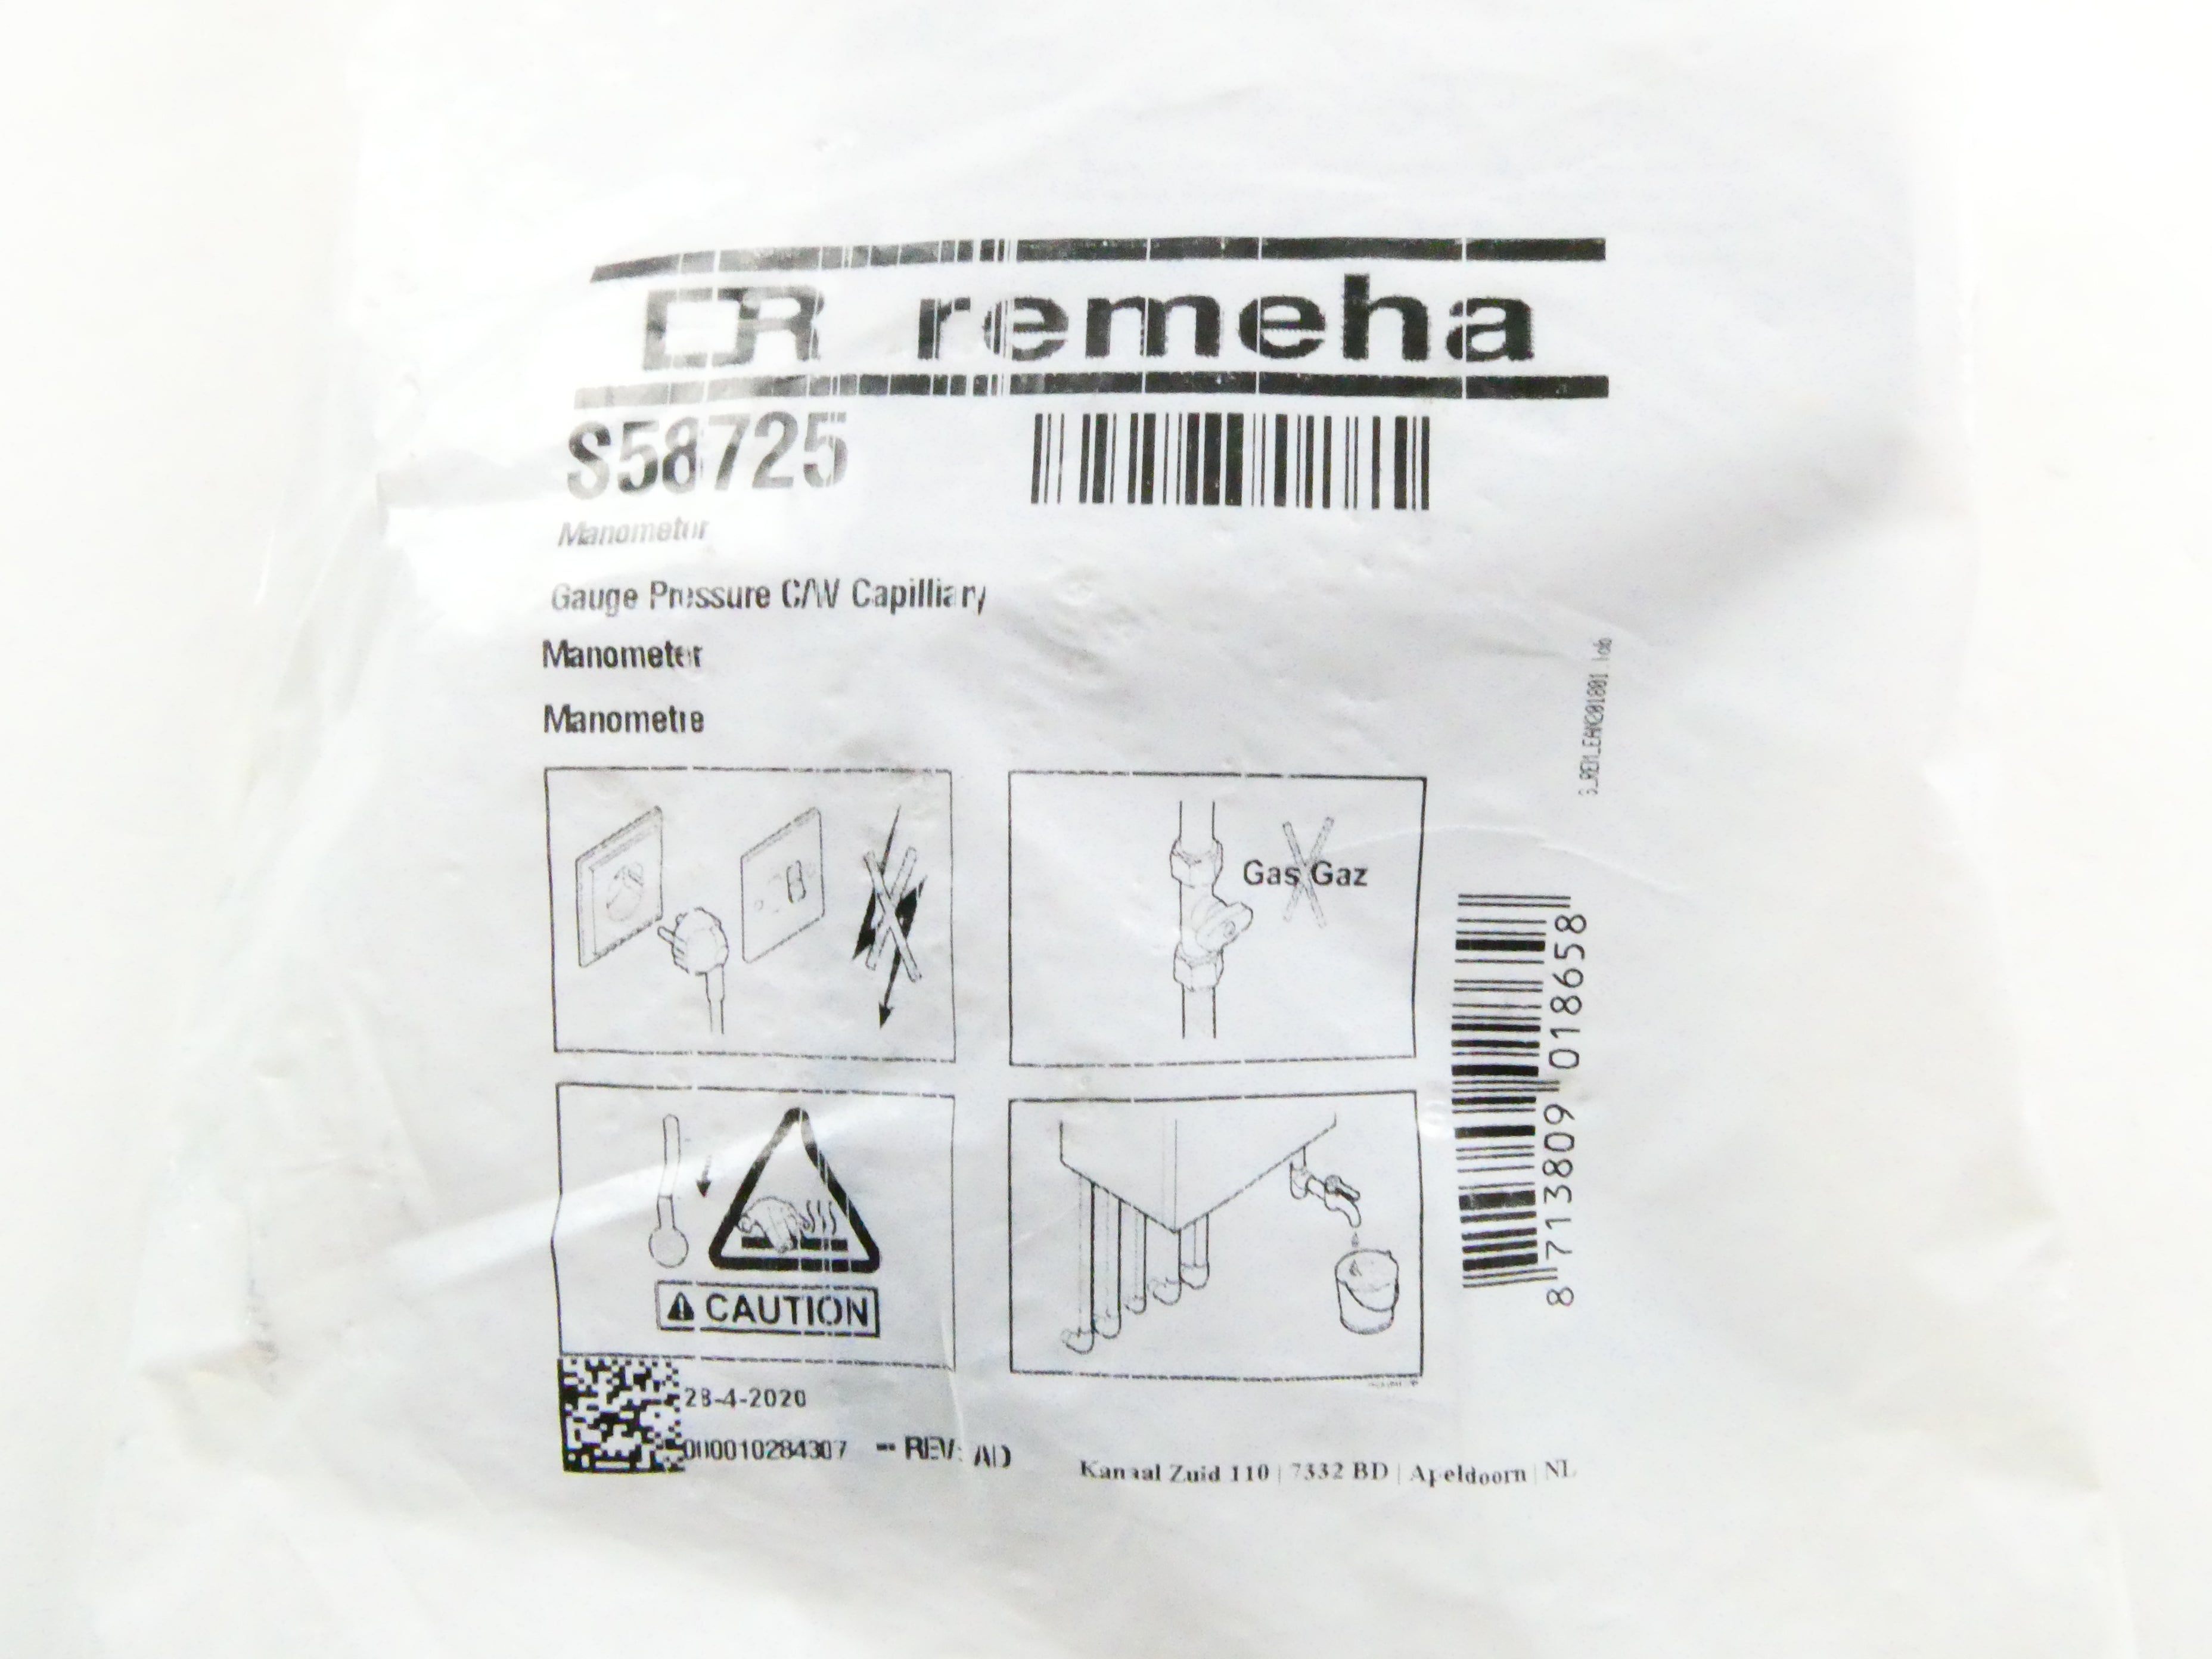 remeha
S58725
Manometer
Gauge Pressure C/W Capilliary
Manometer
Manometre
Gas Gaz
CAUTION
8 713809 018658
28-4-2020
000010284307 -- REV: AD
Kanaal Zuid 110 | 7332 BD | Apeldoorn | NL